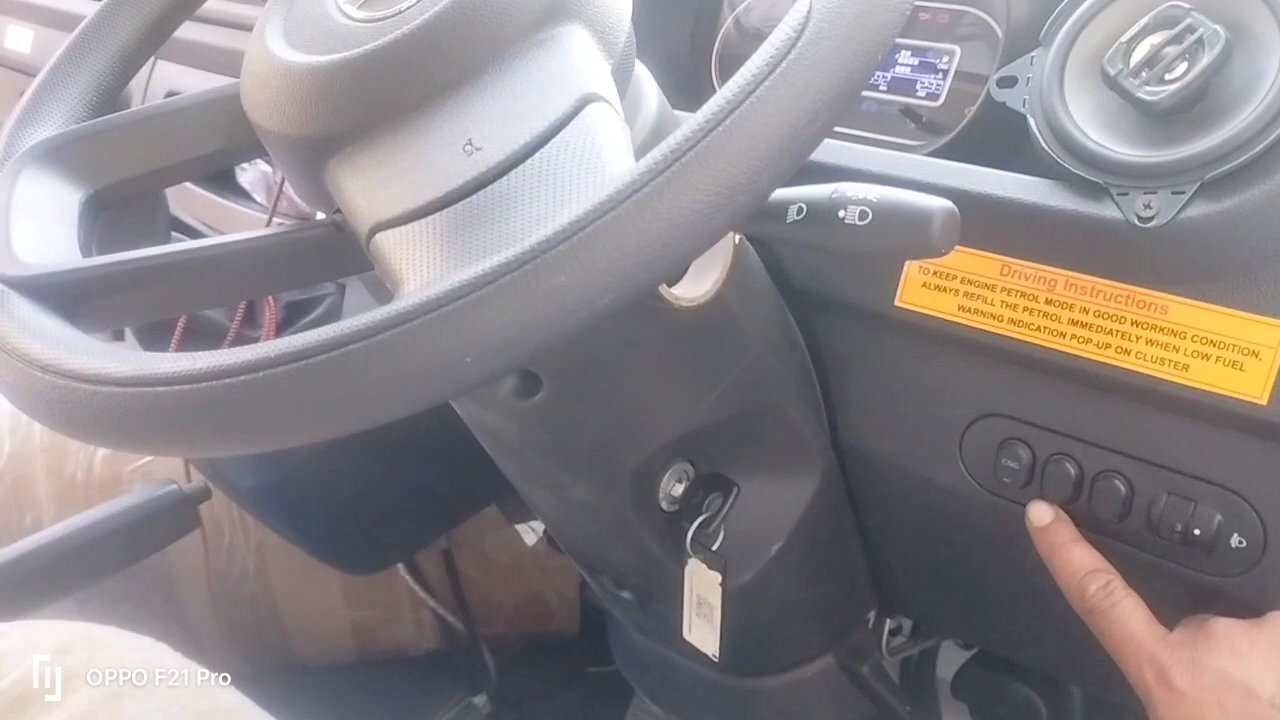 Driving Instructions
TO KEEP ENGINE PETROL MODE IN GOOD WORKING CONDITION,
ALWAYS REFILL THE PETROL IMMEDIATELY WHEN LOW FUEL
WARNING INDICATION POP-UP ON CLUSTER
CNG
OPPO F21 Pro